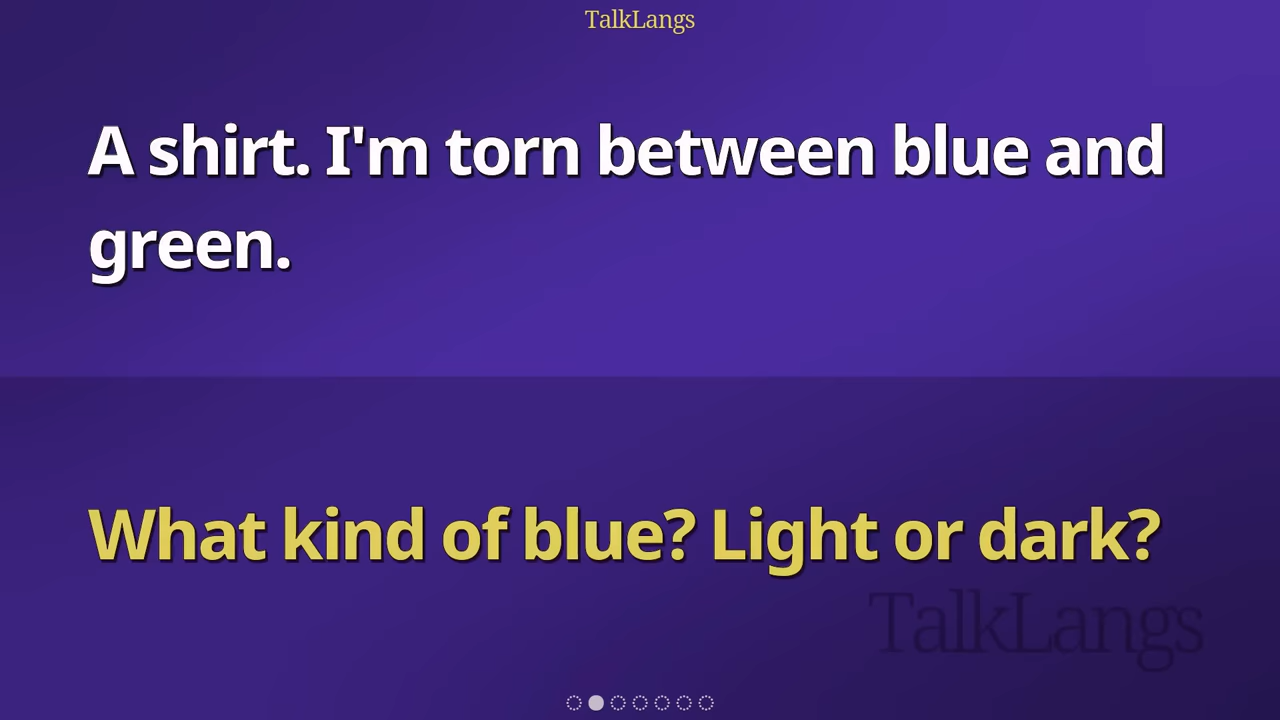 TalkLangs
A shirt. I'm torn between blue and
green.
What kind of blue? Light or dark?
TalkLangs